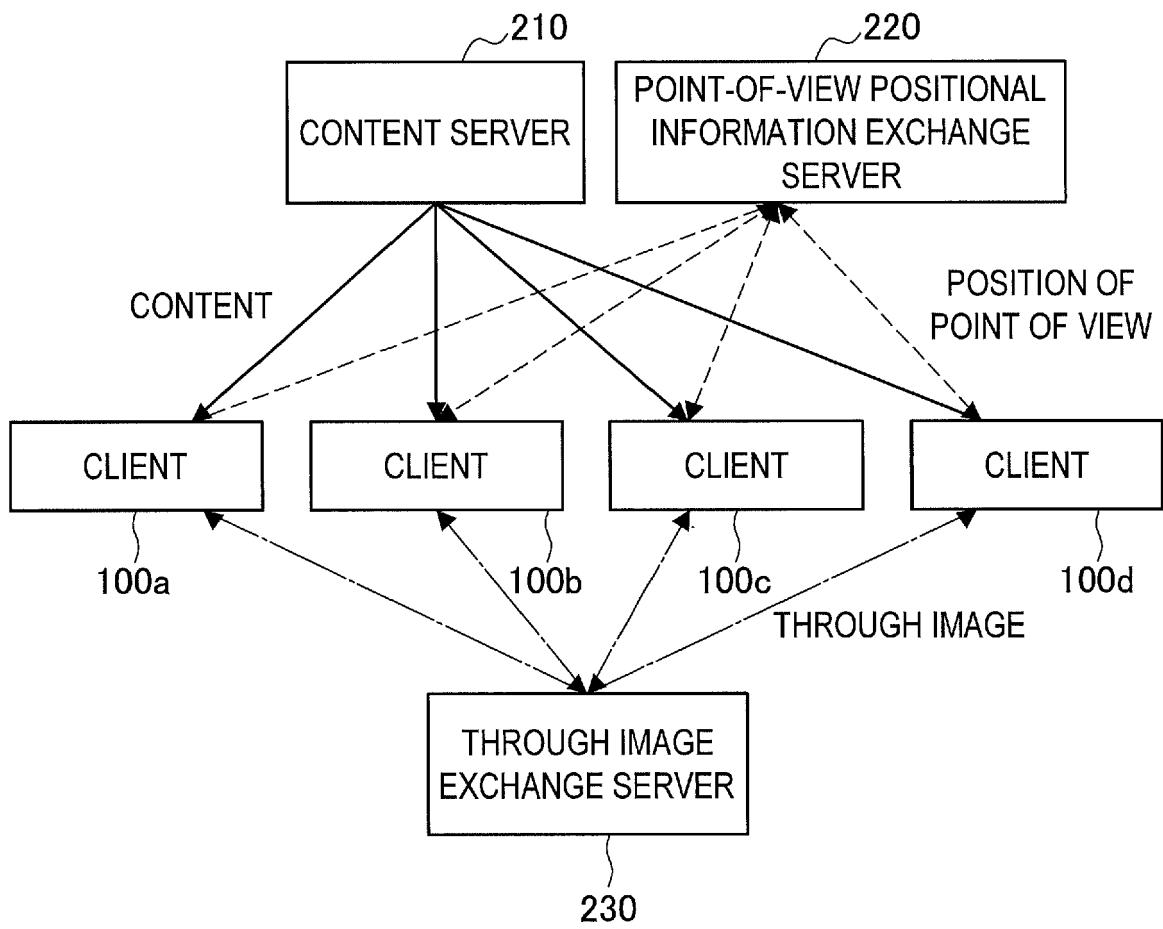 210
220
CONTENT SERVER
POINT-OF-VIEW POSITIONAL
INFORMATION EXCHANGE
SERVER
CONTENT
POSITION OF
POINT OF VIEW
CLIENT
CLIENT
CLIENT
CLIENT
100a
100b
100c
100d
THROUGH IMAGE
THROUGH IMAGE
EXCHANGE SERVER
230